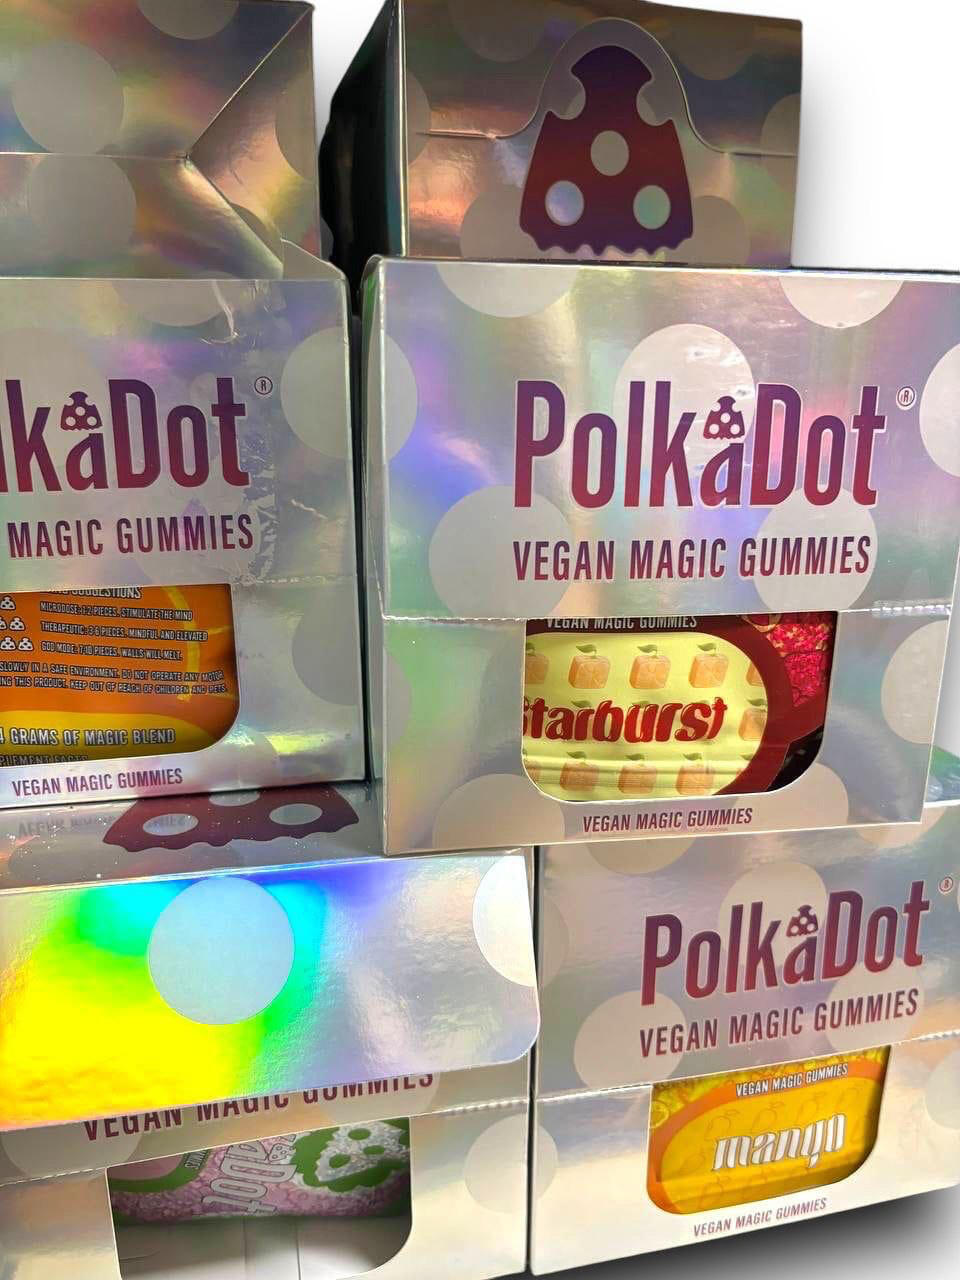 lkaDot®
MAGIC GUMMIES
SUGGESTIONS
MICRODOSE: 1-2 PIECES. STIMULATE THE MIND
THERAPEUTIC: 3-6 PIECES. MINDFUL AND ELEVATED
GOD MODE: 7-10 PIECES. WALLS WILL MELT.
SLOWLY IN A SAFE ENVIRONMENT. DO NOT OPERATE ANY MOTOR
ING THIS PRODUCT. KEEP OUT OF REACH OF CHILDREN AND PETS.
4 GRAMS OF MAGIC BLEND
PLEMENT FACTS
VEGAN MAGIC GUMMIES
PolkaDot®
VEGAN MAGIC GUMMIES
VEGAN MAGIC GUMMIES
Starburst
VEGAN MAGIC GUMMIES
VEGAN MAGIC GUMMIES
PolkaDot®
VEGAN MAGIC GUMMIES
VEGAN MAGIC GUMMIES
mango
VEGAN MAGIC GUMMIES